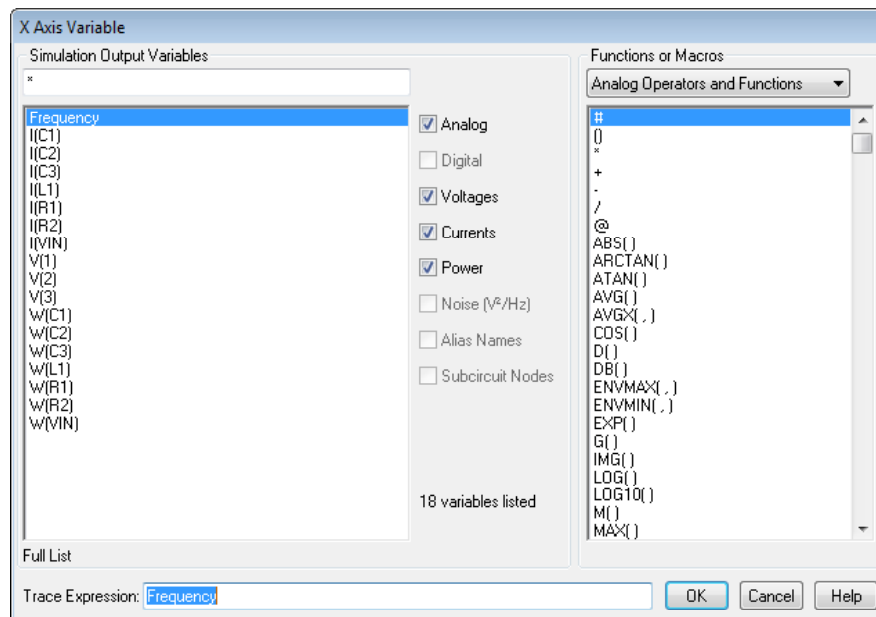 X Axis Variable
Simulation Output Variables
*
Frequency
I(C1)
I(C2)
I(C3)
I(L1)
I(R1)
I(R2)
I(VIN)
V(1)
V(2)
V(3)
W(C1)
W(C2)
W(C3)
W(L1)
W(R1)
W(R2)
W(VIN)
Full List
Analog
Digital
Voltages
Currents
Power
Noise (V²/Hz)
Alias Names
Subcircuit Nodes
18 variables listed
Functions or Macros
Analog Operators and Functions
#
()
*
+
-
/
@
ABS( )
ARCTAN( )
ATAN( )
AVG( )
AVGX( , )
COS( )
D( )
DB( )
ENVMAX( , )
ENVMIN( , )
EXP( )
G( )
IMG( )
LOG( )
LOG10( )
M( )
MAX( )
Trace Expression: Frequency
OK Cancel Help